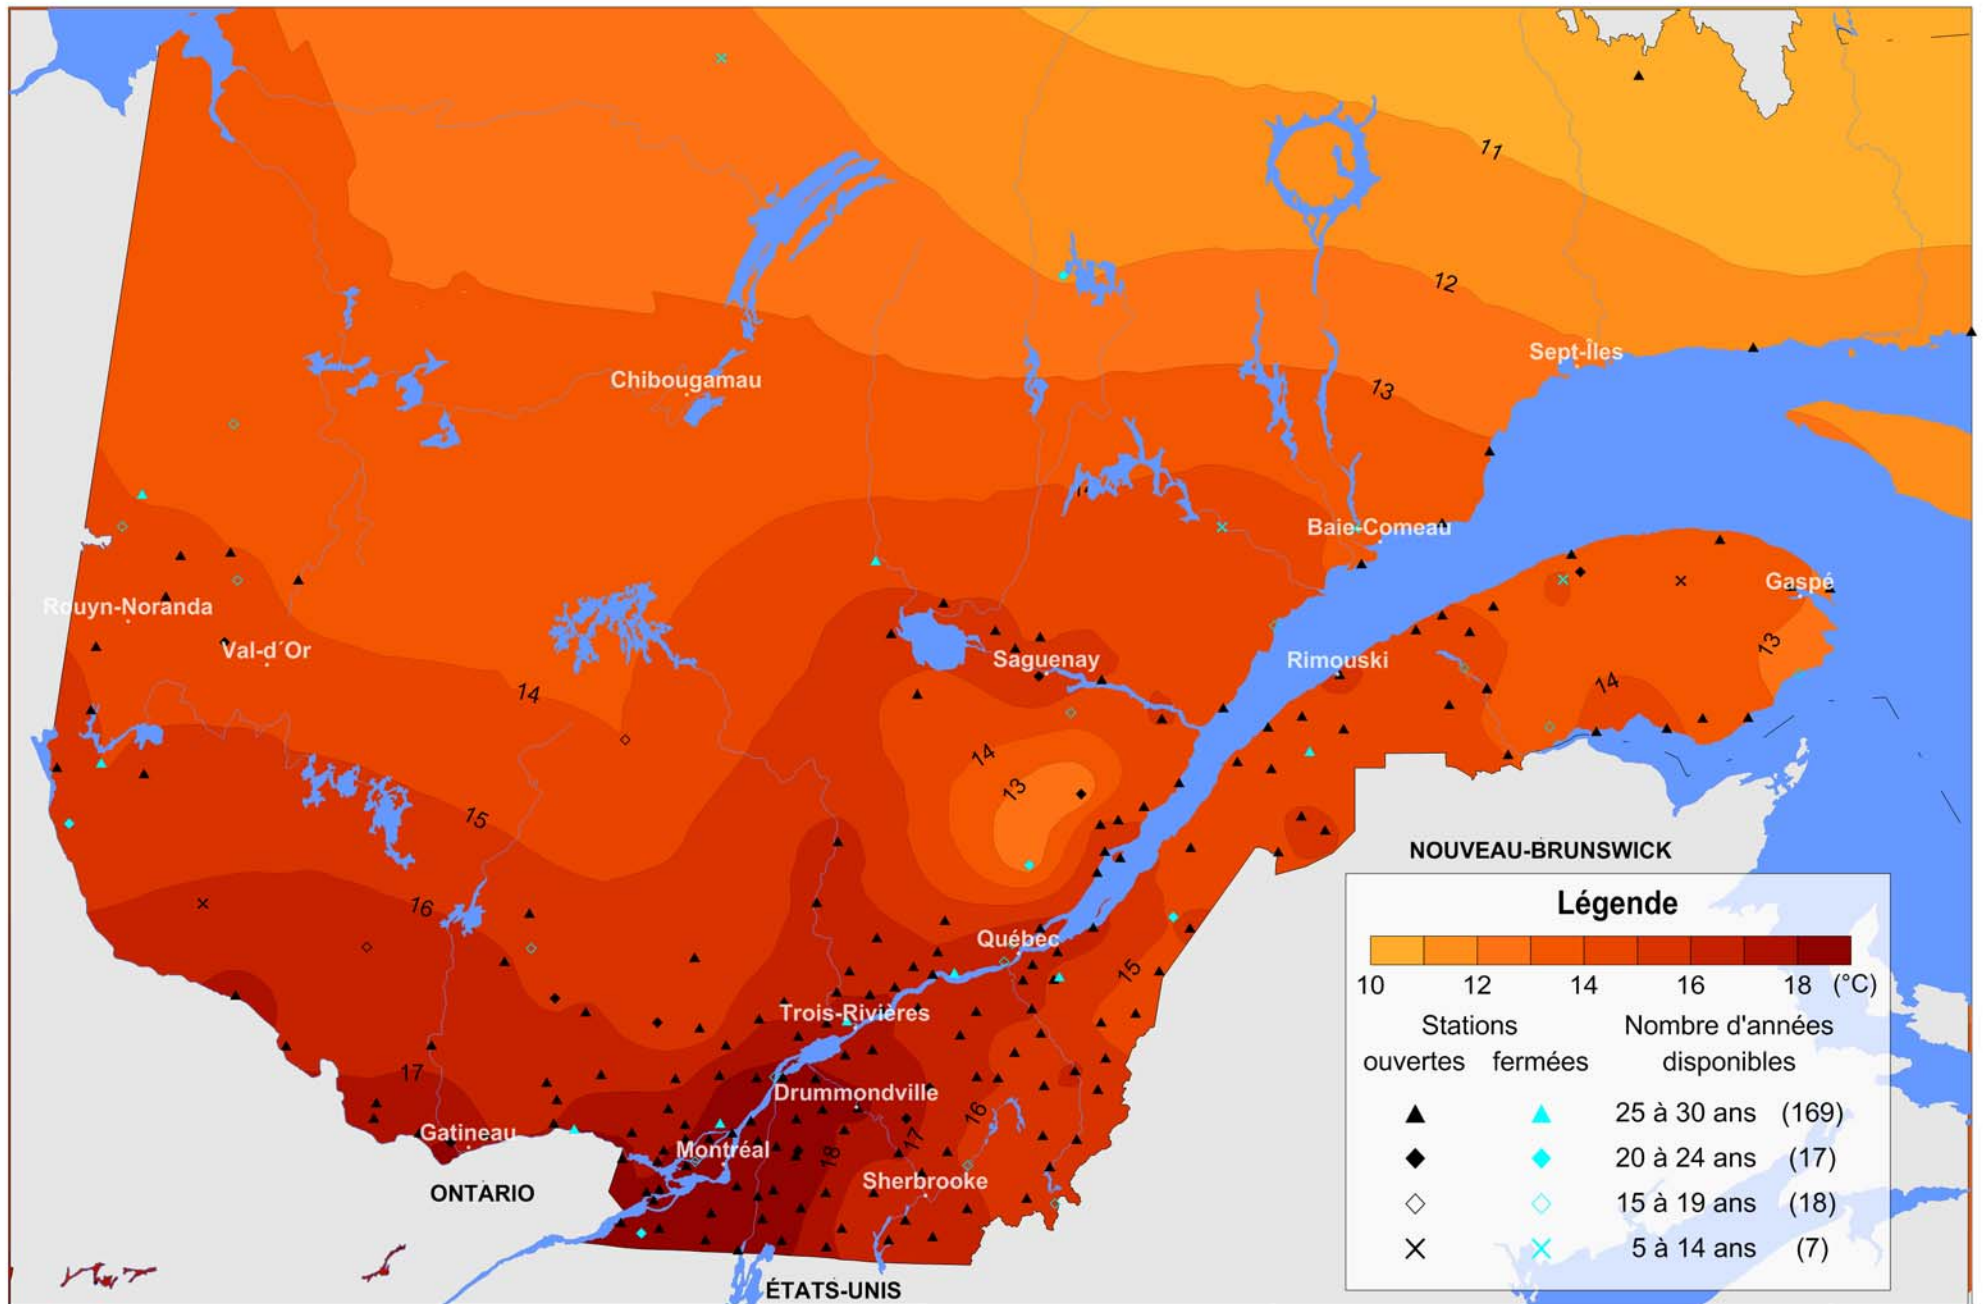 11
12
Sept-Îles
Chibougamau
13
Baie-Comeau
Gaspé
Rouyn-Noranda
Val-d´Or
Saguenay
Rimouski
13
14
14
14
13
15
NOUVEAU-BRUNSWICK
16
Québec
15
Trois-Rivières
17
Drummondville
16
Gatineau
Montréal
18
17
Sherbrooke
ONTARIO
ÉTATS-UNIS
Légende
10 12 14 16 18 (°C)
Stations Nombre d'années
ouvertes fermées disponibles
25 à 30 ans (169)
20 à 24 ans (17)
15 à 19 ans (18)
5 à 14 ans (7)